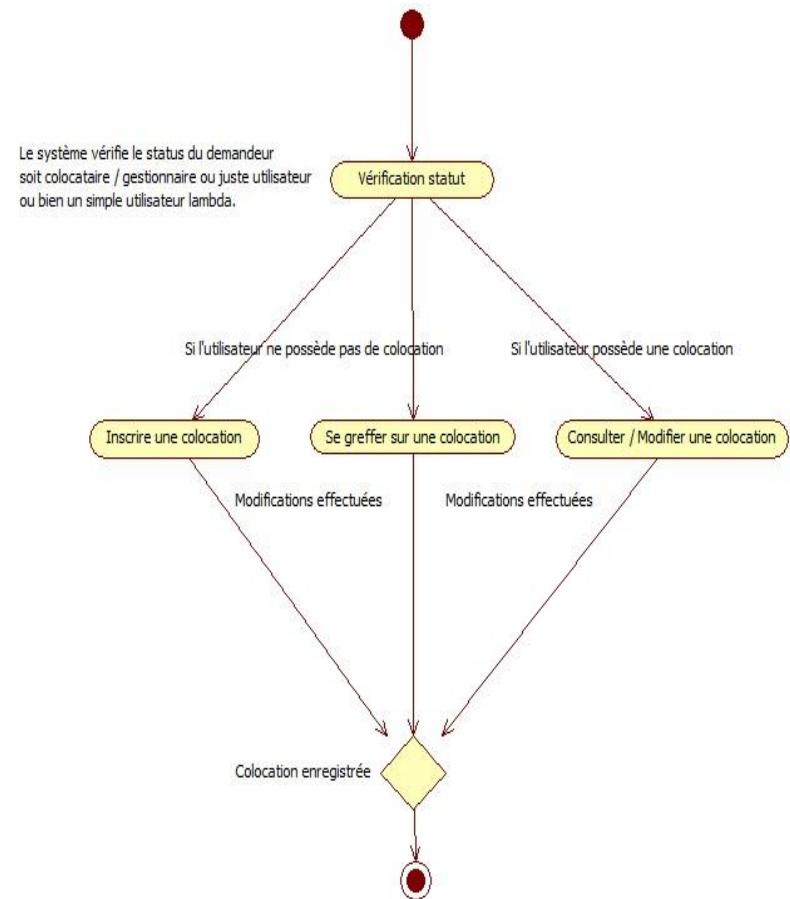 Le système vérifie le status du demandeur
soit colocataire / gestionnaire ou juste utilisateur
ou bien un simple utilisateur lambda.
Vérification statut
Si l'utilisateur ne possède pas de colocation
Si l'utilisateur possède une colocation
Inscrire une colocation
Se greffer sur une colocation
Consulter / Modifier une colocation
Modifications effectuées
Modifications effectuées
Colocation enregistrée